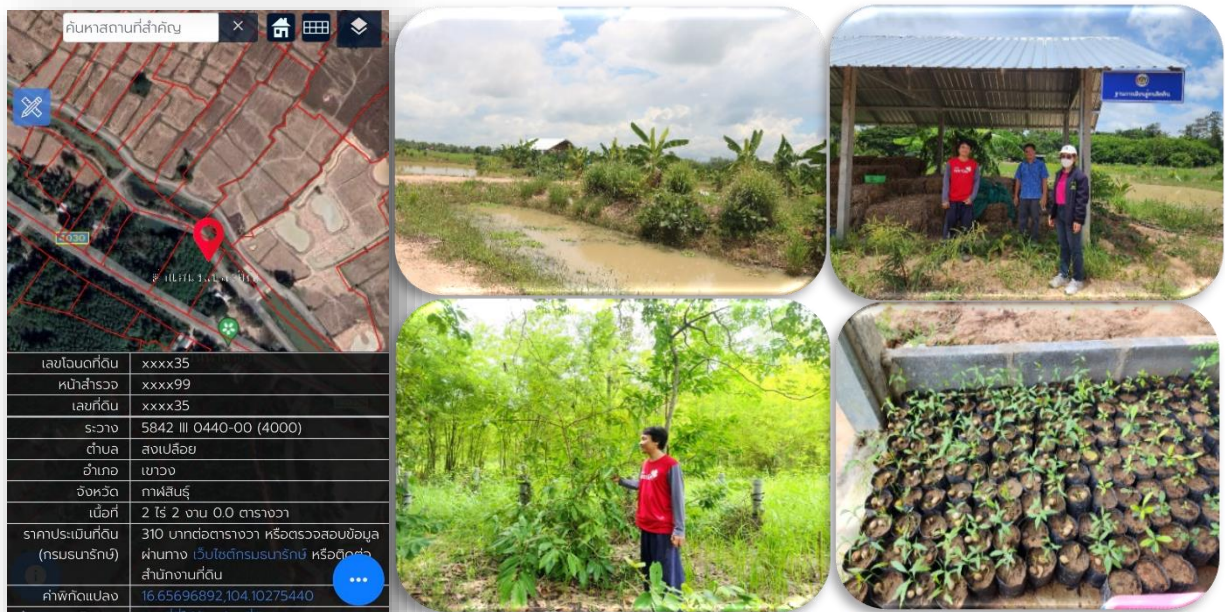 ค้นหาสถานที่สำคัญ
2030
เลขโฉนดที่ดิน xxxx35
หน้าสำรวจ xxxx99
เลขที่ดิน xxxx35
ระวาง 5842 III 0440-00 (4000)
ตำบล สงเปลือย
อำเภอ เขาวง
จังหวัด กาฬสินธุ์
เนื้อที่ 2 ไร่ 2 งาน 0.0 ตารางวา
ราคาประเมินที่ดิน 310 บาทต่อตารางวา หรือตรวจสอบข้อมูล
(กรมธนารักษ์) ผ่านทาง เว็บไซต์กรมธนารักษ์ หรือติดต่อ
สำนักงานที่ดิน
ค่าพิกัดแปลง 16.65696892,104.10275440